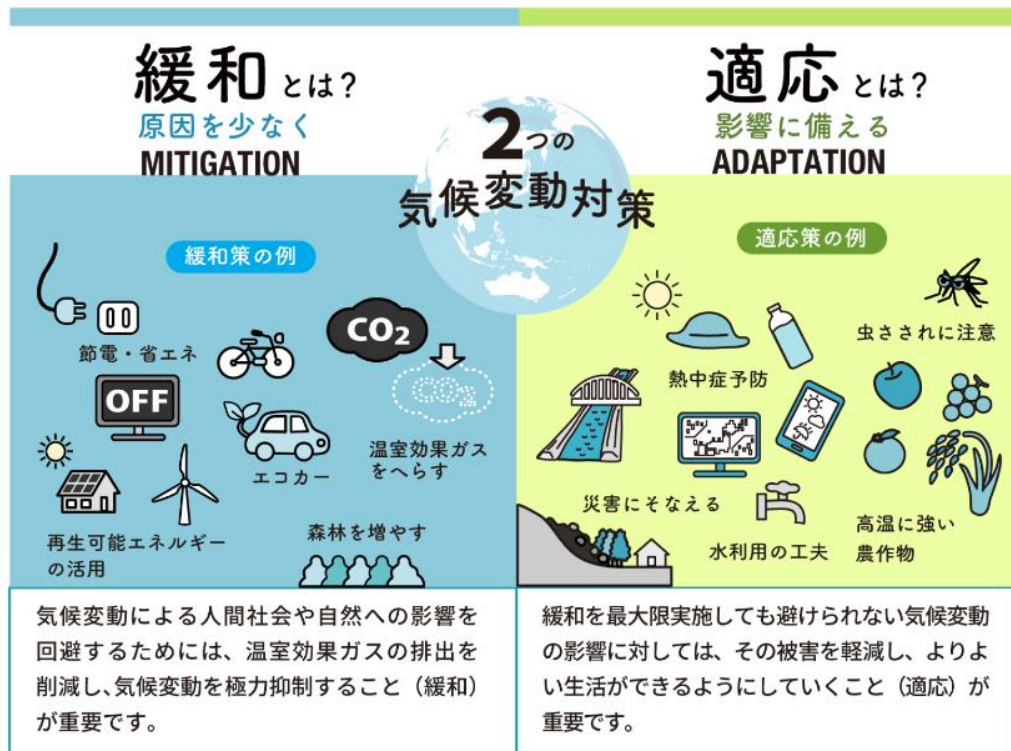 緩和とは？
原因を少なく
MITIGATION
2つの
気候変動対策
適応とは？
影響に備える
ADAPTATION
緩和策の例
節電・省エネ
OFF
CO2
CO2
エコカー
温室効果ガス
をへらす
再生可能エネルギー
の活用
森林を増やす
適応策の例
虫さされに注意
熱中症予防
災害にそなえる
水利用の工夫
高温に強い
農作物
気候変動による人間社会や自然への影響を
回避するためには、温室効果ガスの排出を
削減し、気候変動を極力抑制すること（緩和）
が重要です。
緩和を最大限実施しても避けられない気候変動
の影響に対しては、その被害を軽減し、よりよ
い生活ができるようにしていくこと（適応）が
重要です。